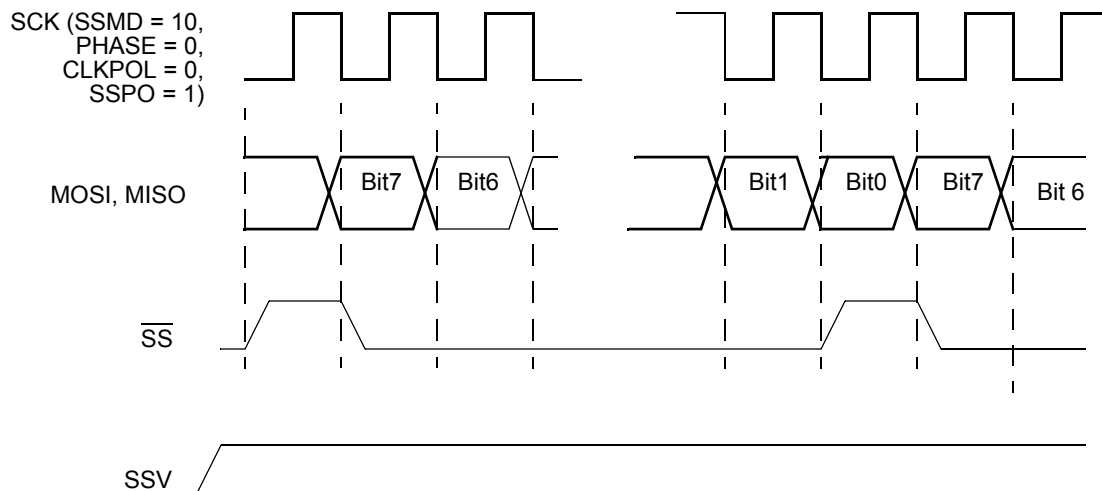 SCK (SSMD = 10,
PHASE = 0,
CLKPOL = 0,
SSPO = 1)
MOSI, MISO
Bit7
Bit6
Bit1
Bit0
Bit7
Bit 6
SS
SSV